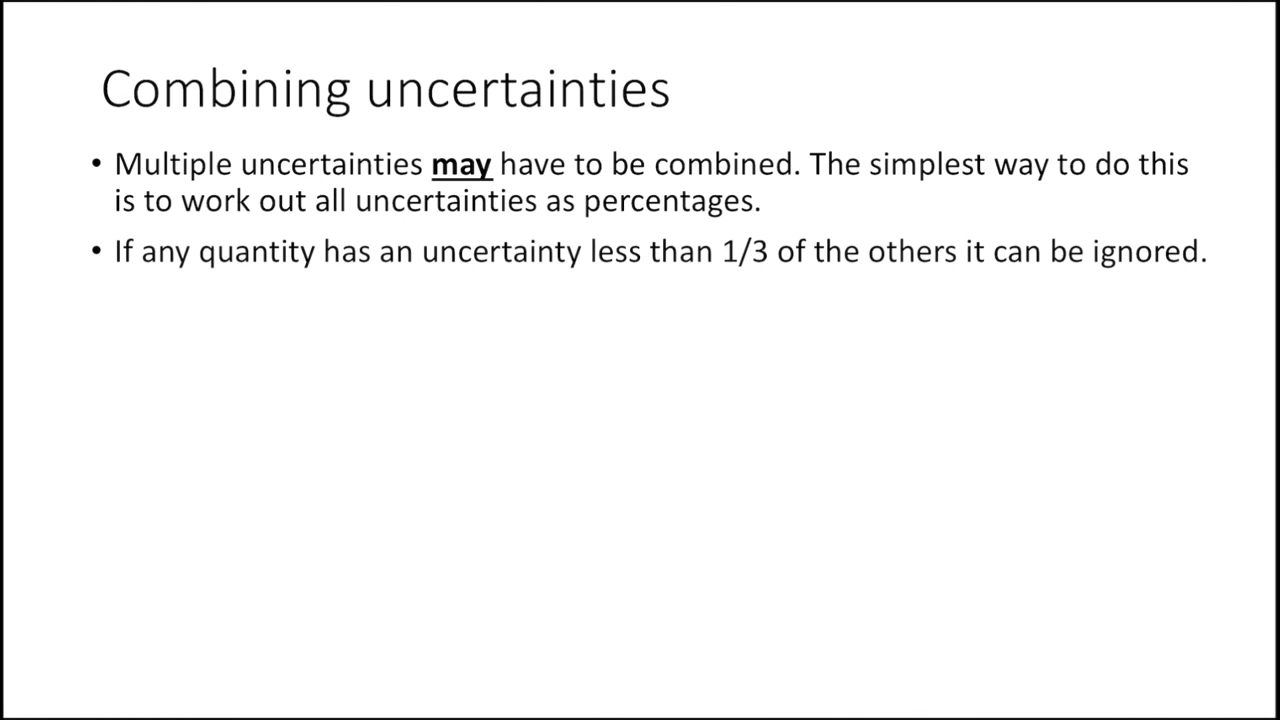 Combining uncertainties
• Multiple uncertainties may have to be combined. The simplest way to do this
is to work out all uncertainties as percentages.
• If any quantity has an uncertainty less than 1/3 of the others it can be ignored.